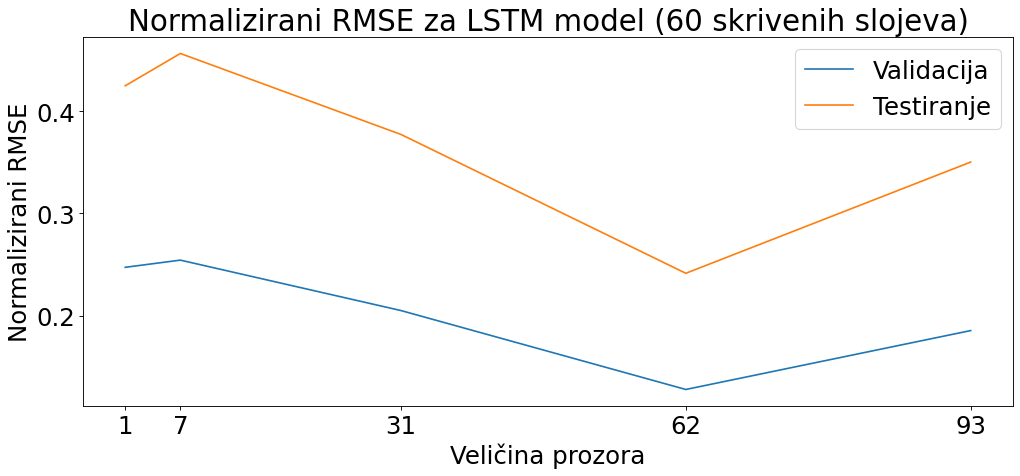 Normalizirani RMSE za LSTM model (60 skrivenih slojeva)
Validacija
Testiranje
Normalizirani RMSE
0.4
0.3
0.2
1 7 31 62 93
Veličina prozora